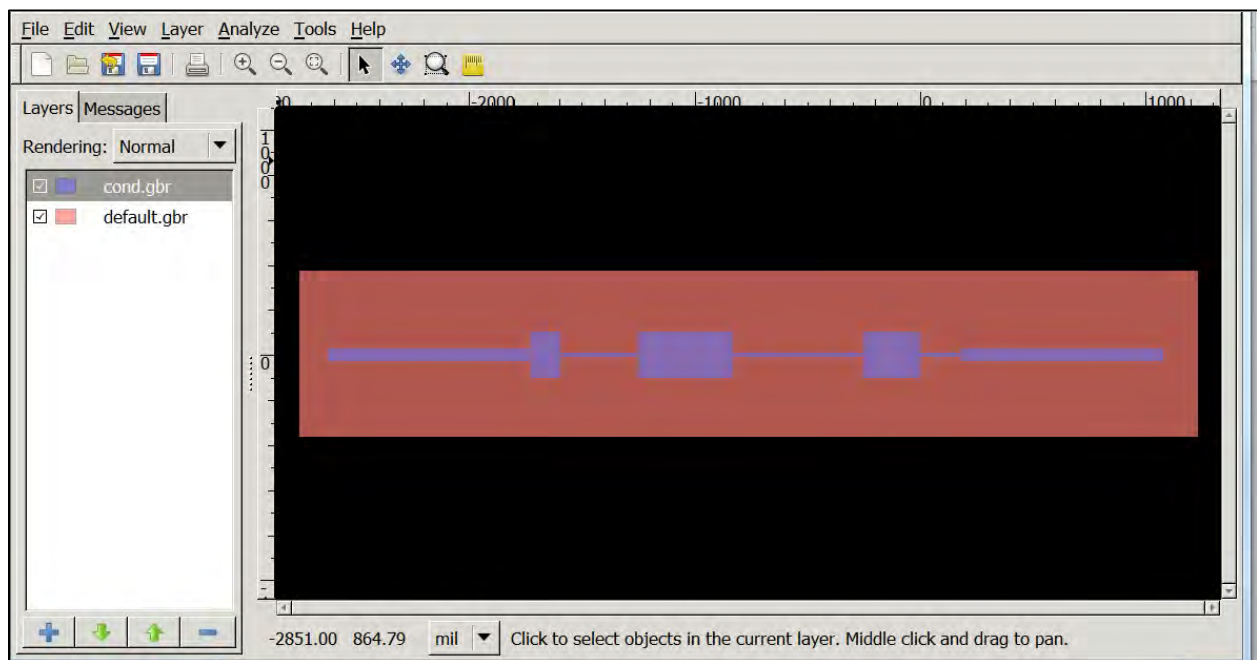 File Edit View Layer Analyze Tools Help
Layers Messages
-2000 -1000 0 1000
Rendering: Normal
1000
cond.gbr
default.gbr
0
-2851.00 864.79 mil Click to select objects in the current layer. Middle click and drag to pan.